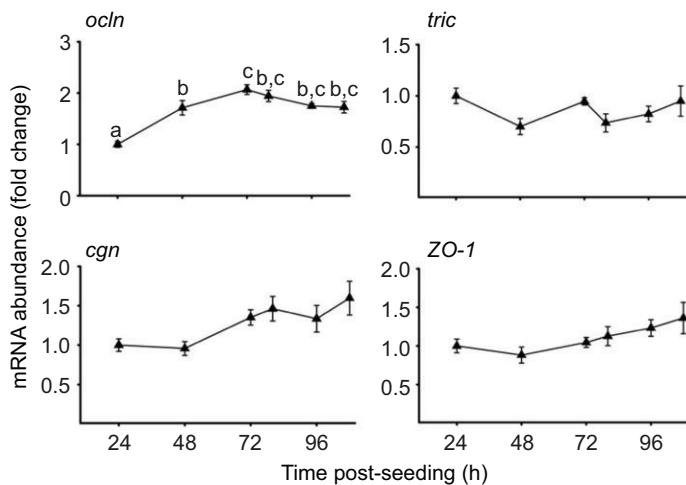 ocln
tric
mRNA abundance (fold change)
3
2
1
0
a
b
c
b,c
b,c
b,c
1.5
1.0
0.5
0
cgn
ZO-1
2.0
1.5
1.0
0.5
24
48
72
96
2.0
1.5
1.0
0.5
24
48
72
96
Time post-seeding (h)